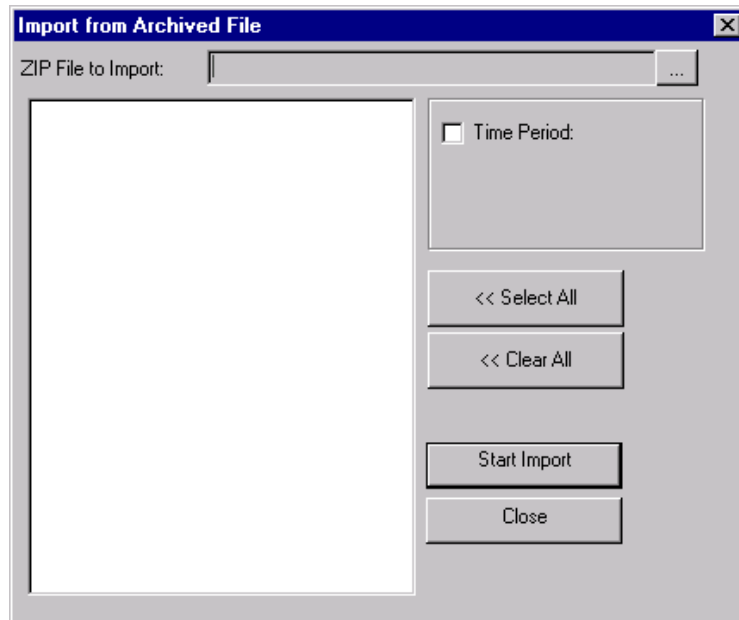 Import from Archived File
ZIP File to Import:
...
Time Period:
<< Select All
<< Clear All
Start Import
Close